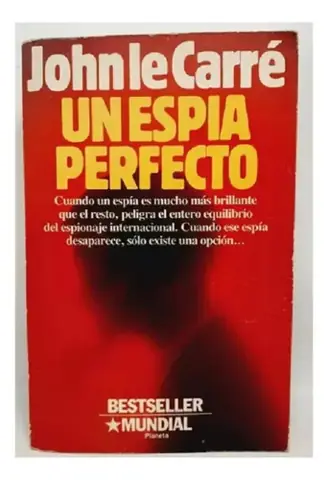 John le Carré
UN ESPIA
PERFECTO
Cuando un espía es mucho más brillante
que el resto, peligra el entero equilibrio
del espionaje internacional. Cuando ese espía
desaparece, sólo existe una opción...
BESTSELLER
★MUNDIAL
Planeta